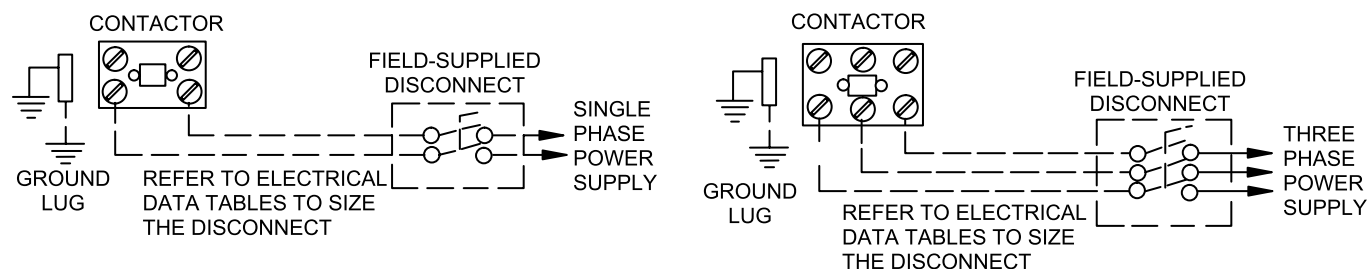 CONTACTOR
FIELD-SUPPLIED
DISCONNECT
SINGLE
PHASE
POWER
SUPPLY
GROUND
LUG
REFER TO ELECTRICAL
DATA TABLES TO SIZE
THE DISCONNECT
CONTACTOR
FIELD-SUPPLIED
DISCONNECT
THREE
PHASE
POWER
SUPPLY
GROUND
LUG
REFER TO ELECTRICAL
DATA TABLES TO SIZE
THE DISCONNECT